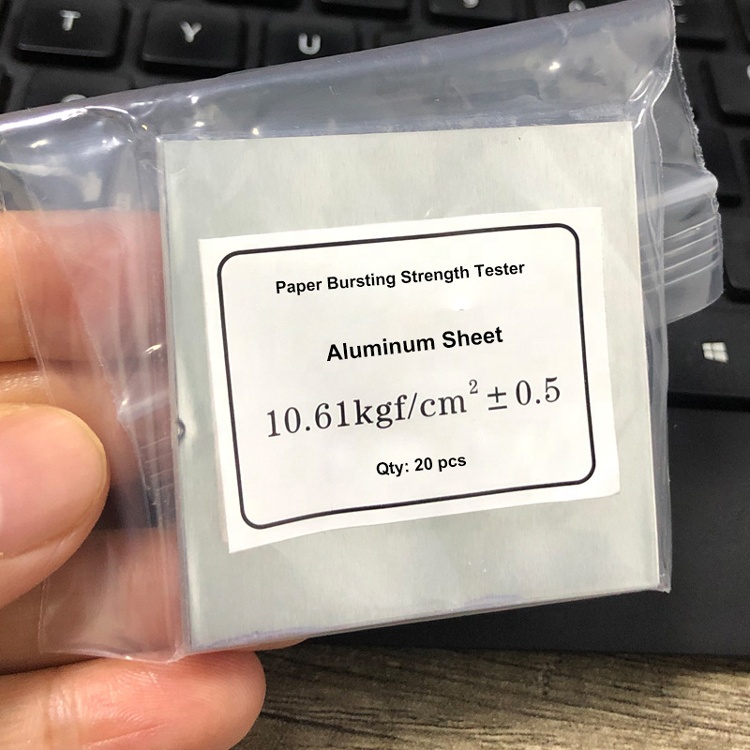 T Y U
Paper Bursting Strength Tester
Aluminum Sheet
10.61kgf/cm² ± 0.5
Qty: 20 pcs